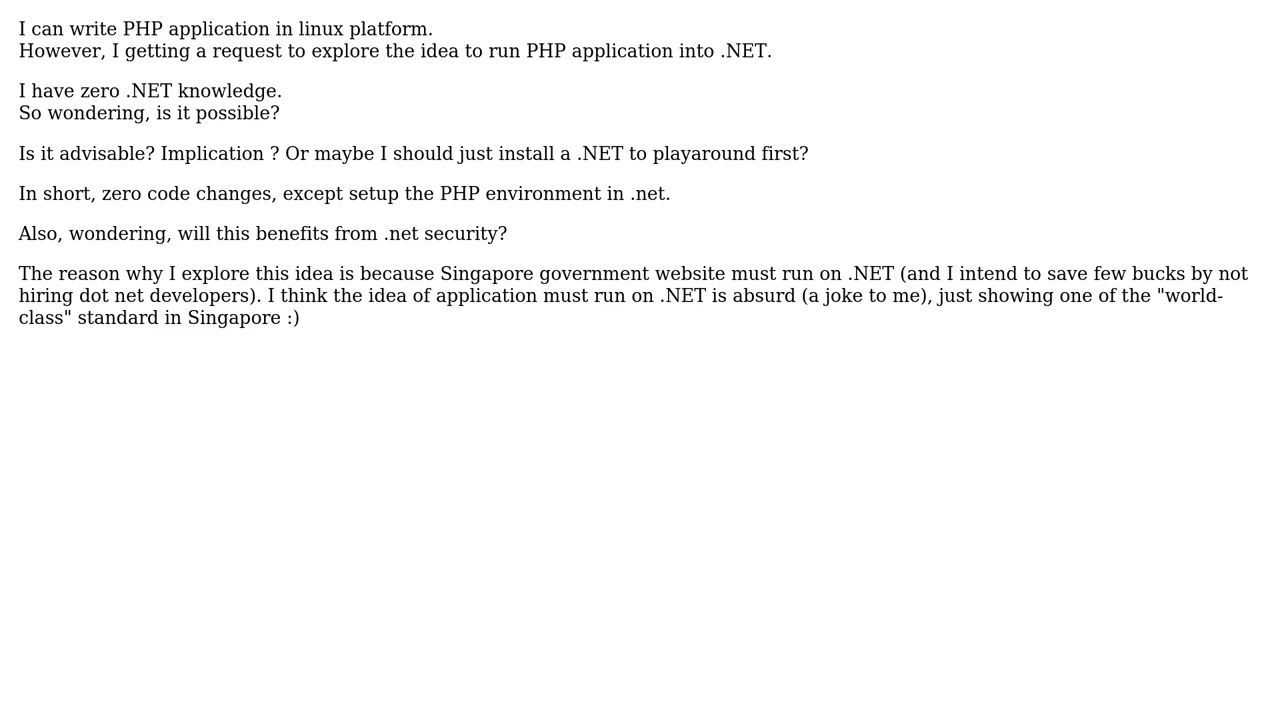 I can write PHP application in linux platform.
However, I getting a request to explore the idea to run PHP application into .NET.
I have zero .NET knowledge.
So wondering, is it possible?
Is it advisable? Implication ? Or maybe I should just install a .NET to playaround first?
In short, zero code changes, except setup the PHP environment in .net.
Also, wondering, will this benefits from .net security?
The reason why I explore this idea is because Singapore government website must run on .NET (and I intend to save few bucks by not
hiring dot net developers). I think the idea of application must run on .NET is absurd (a joke to me), just showing one of the "world-
class" standard in Singapore :)